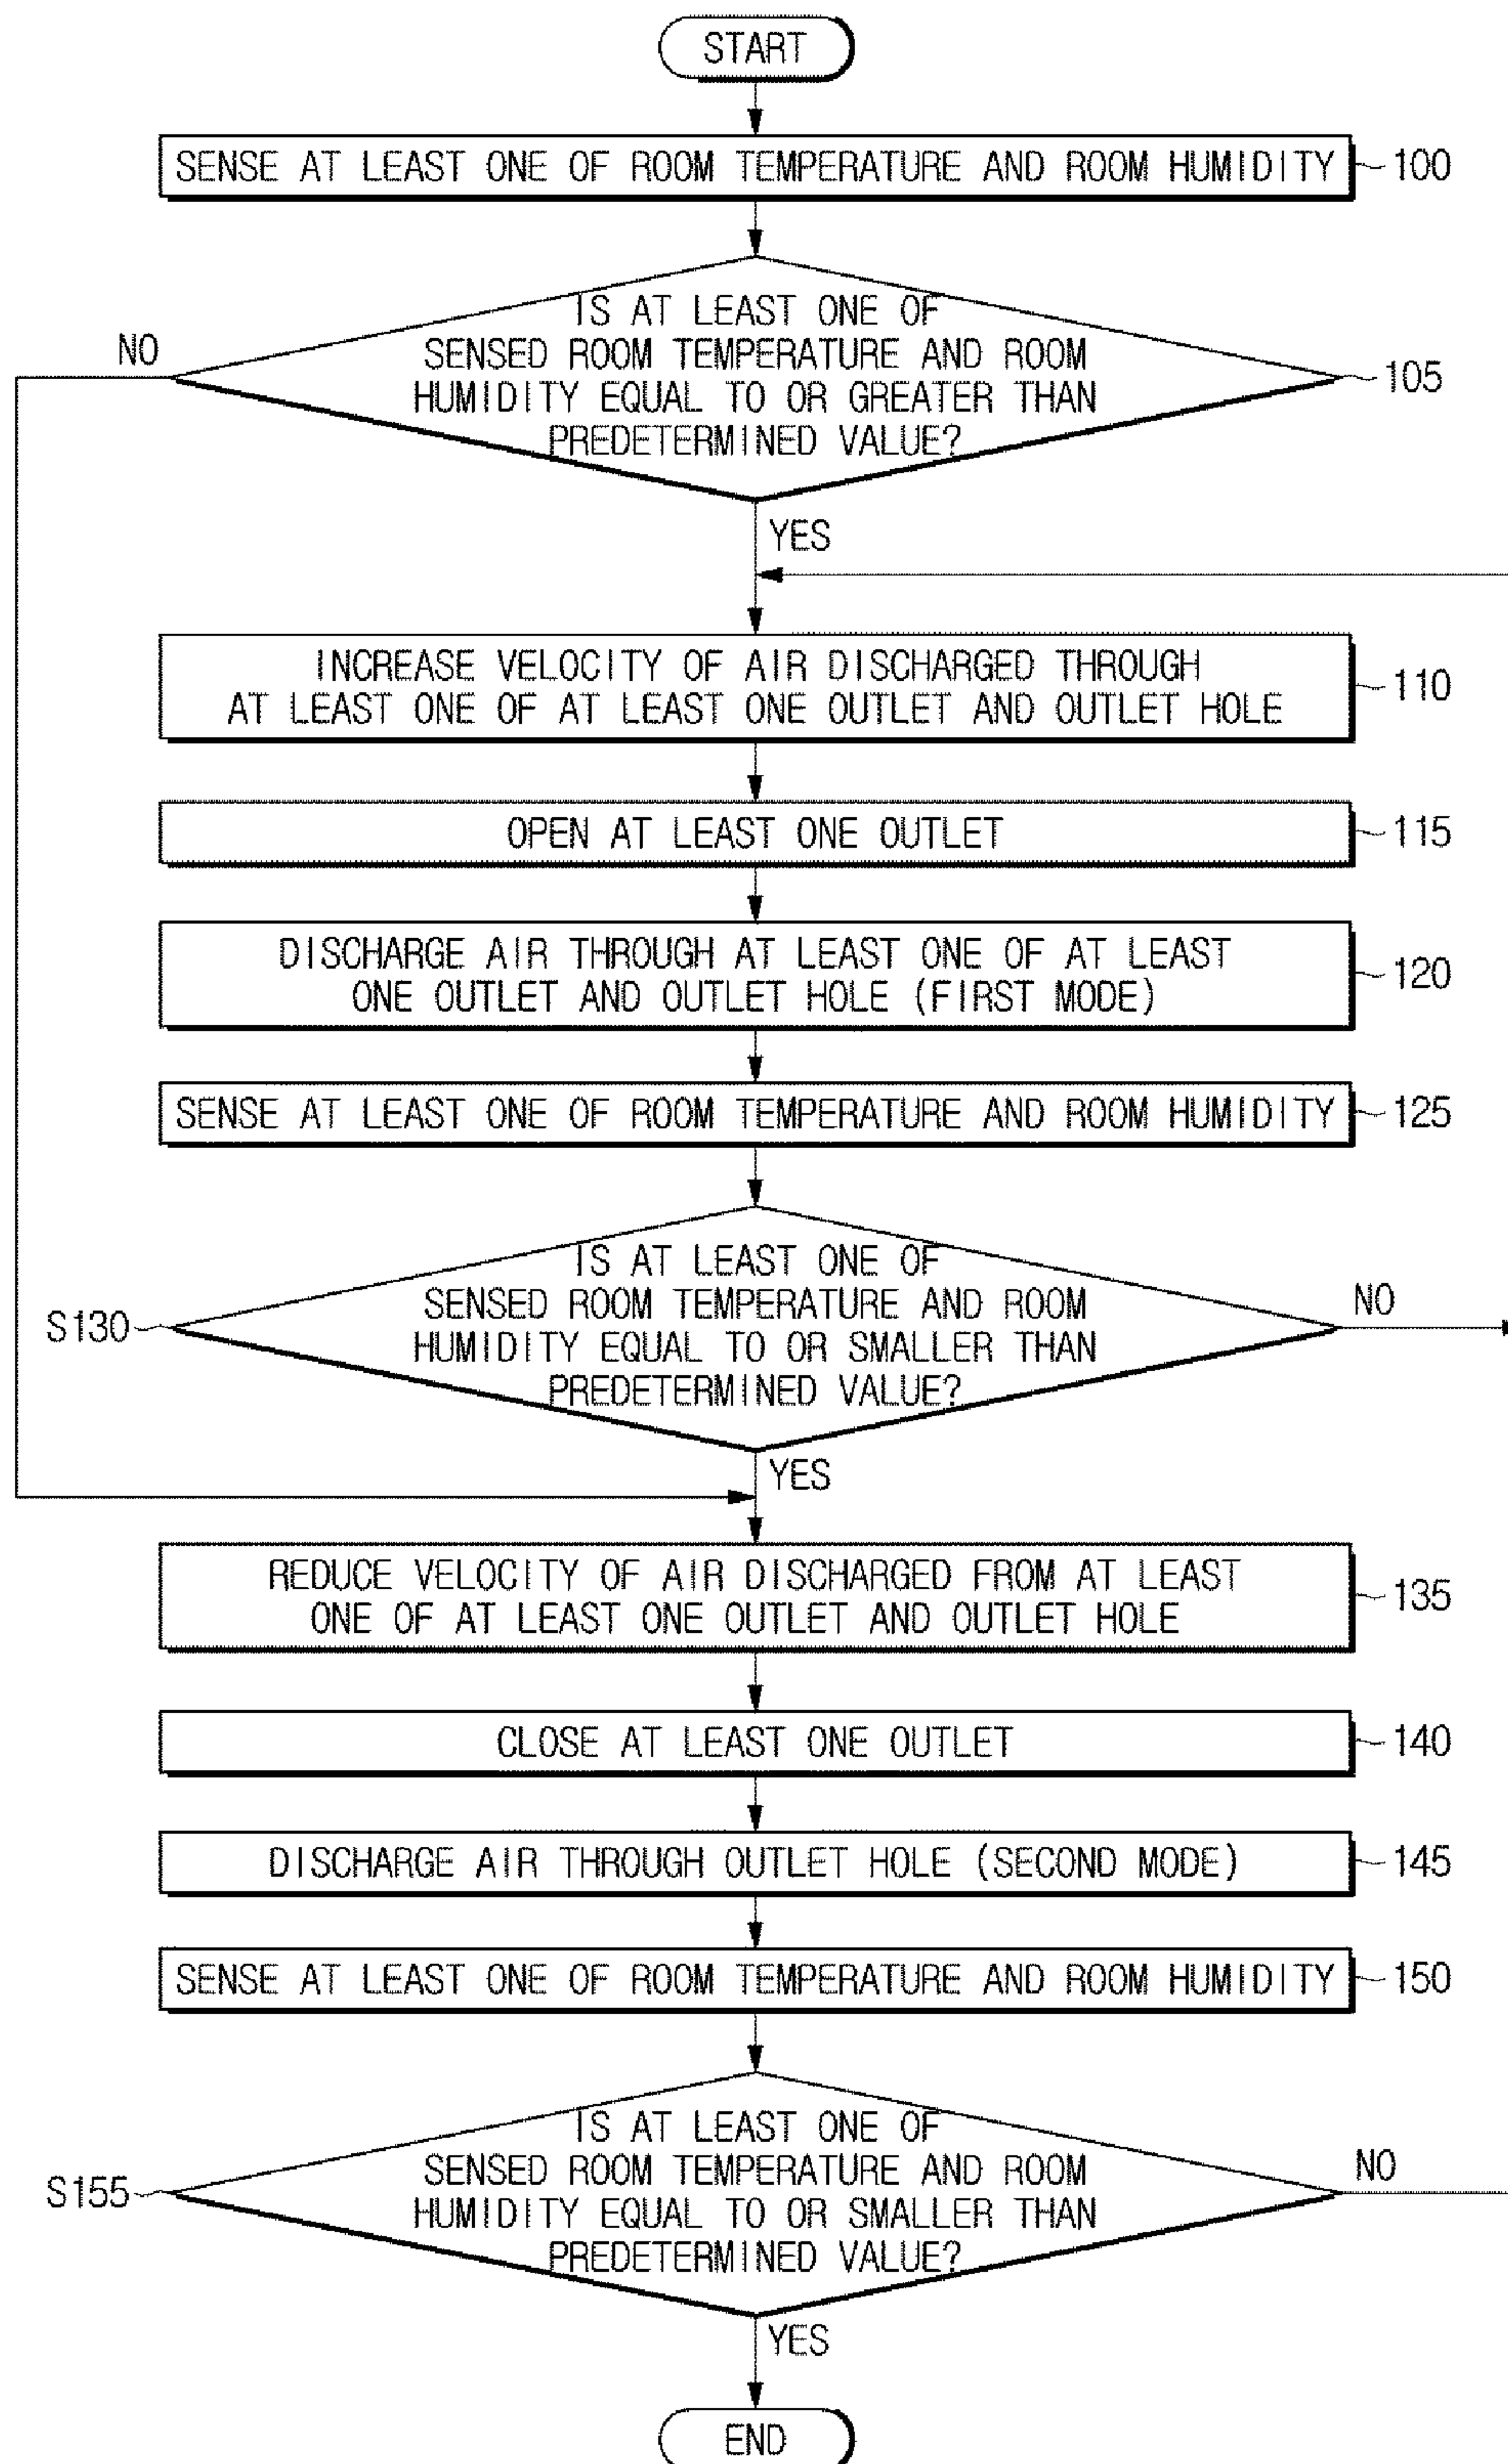 START
SENSE AT LEAST ONE OF ROOM TEMPERATURE AND ROOM HUMIDITY
100
IS AT LEAST ONE OF
SENSED ROOM TEMPERATURE AND ROOM
HUMIDITY EQUAL TO OR GREATER THAN
PREDETERMINED VALUE?
NO
105
YES
INCREASE VELOCITY OF AIR DISCHARGED THROUGH
AT LEAST ONE OF AT LEAST ONE OUTLET AND OUTLET HOLE
110
OPEN AT LEAST ONE OUTLET
115
DISCHARGE AIR THROUGH AT LEAST ONE OF AT LEAST
ONE OUTLET AND OUTLET HOLE (FIRST MODE)
120
SENSE AT LEAST ONE OF ROOM TEMPERATURE AND ROOM HUMIDITY
125
IS AT LEAST ONE OF
SENSED ROOM TEMPERATURE AND ROOM
HUMIDITY EQUAL TO OR SMALLER THAN
PREDETERMINED VALUE?
S130
NO
YES
REDUCE VELOCITY OF AIR DISCHARGED FROM AT LEAST
ONE OF AT LEAST ONE OUTLET AND OUTLET HOLE
135
CLOSE AT LEAST ONE OUTLET
140
DISCHARGE AIR THROUGH OUTLET HOLE (SECOND MODE)
145
SENSE AT LEAST ONE OF ROOM TEMPERATURE AND ROOM HUMIDITY
150
IS AT LEAST ONE OF
SENSED ROOM TEMPERATURE AND ROOM
HUMIDITY EQUAL TO OR SMALLER THAN
PREDETERMINED VALUE?
S155
NO
YES
END